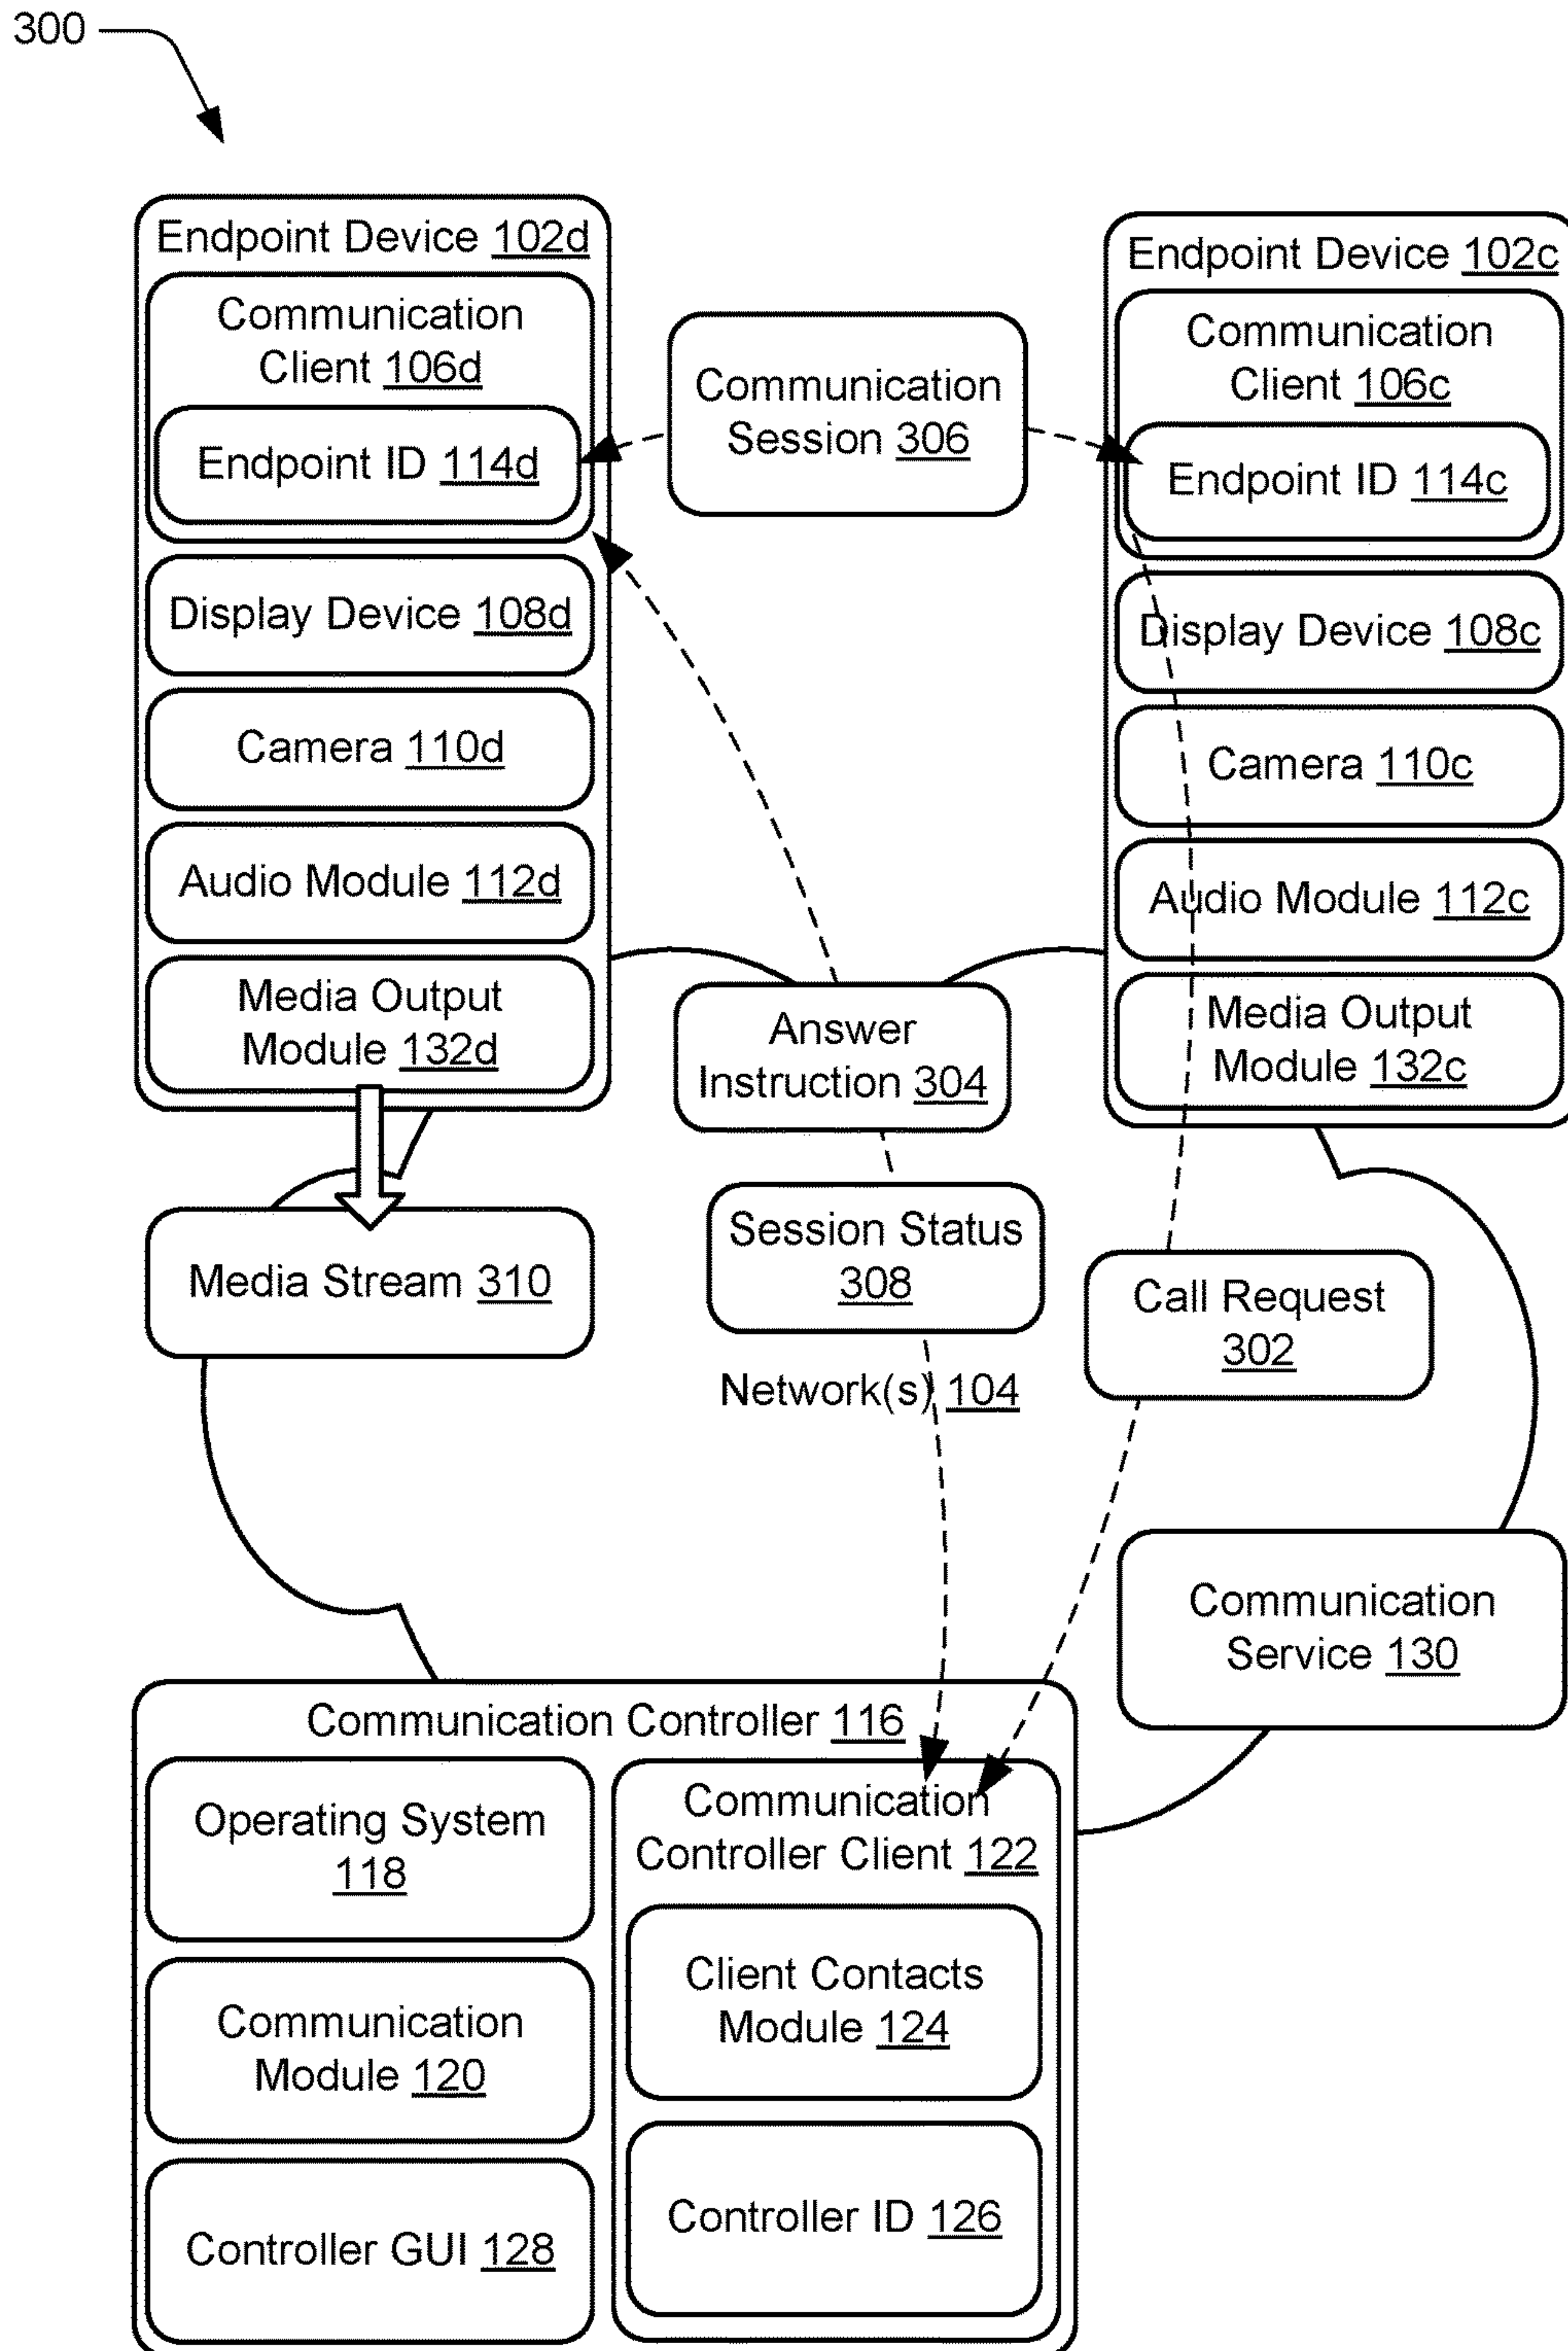 300
Endpoint Device 102d
Communication
Client 106d
Endpoint ID 114d
Display Device 108d
Camera 110d
Audio Module 112d
Media Output
Module 132d
Communication
Session 306
Endpoint Device 102c
Communication
Client 106c
Endpoint ID 114c
Display Device 108c
Camera 110c
Audio Module 112c
Media Output
Module 132c
Answer
Instruction 304
Session Status
308
Media Stream 310
Call Request
302
Network(s) 104
Communication
Service 130
Communication Controller 116
Operating System
118
Communication
Module 120
Controller GUI 128
Communication
Controller Client 122
Client Contacts
Module 124
Controller ID 126